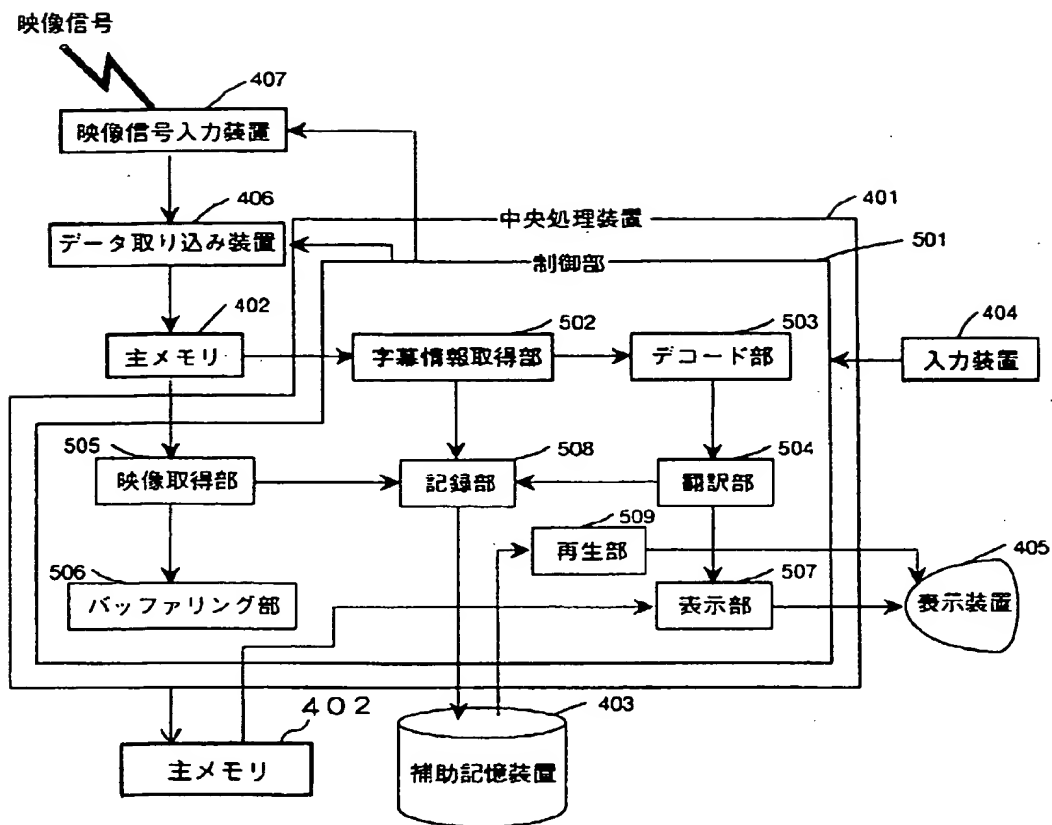 映像信号
407
映像信号入力装置
406
データ取り込み装置
中央処理装置
401
制御部
501
402
主メモリ
502
字幕情報取得部
503
デコード部
404
入力装置
505
映像取得部
508
記録部
504
翻訳部
509
再生部
506
バッファリング部
507
表示部
405
表示装置
402
主メモリ
403
補助記憶装置